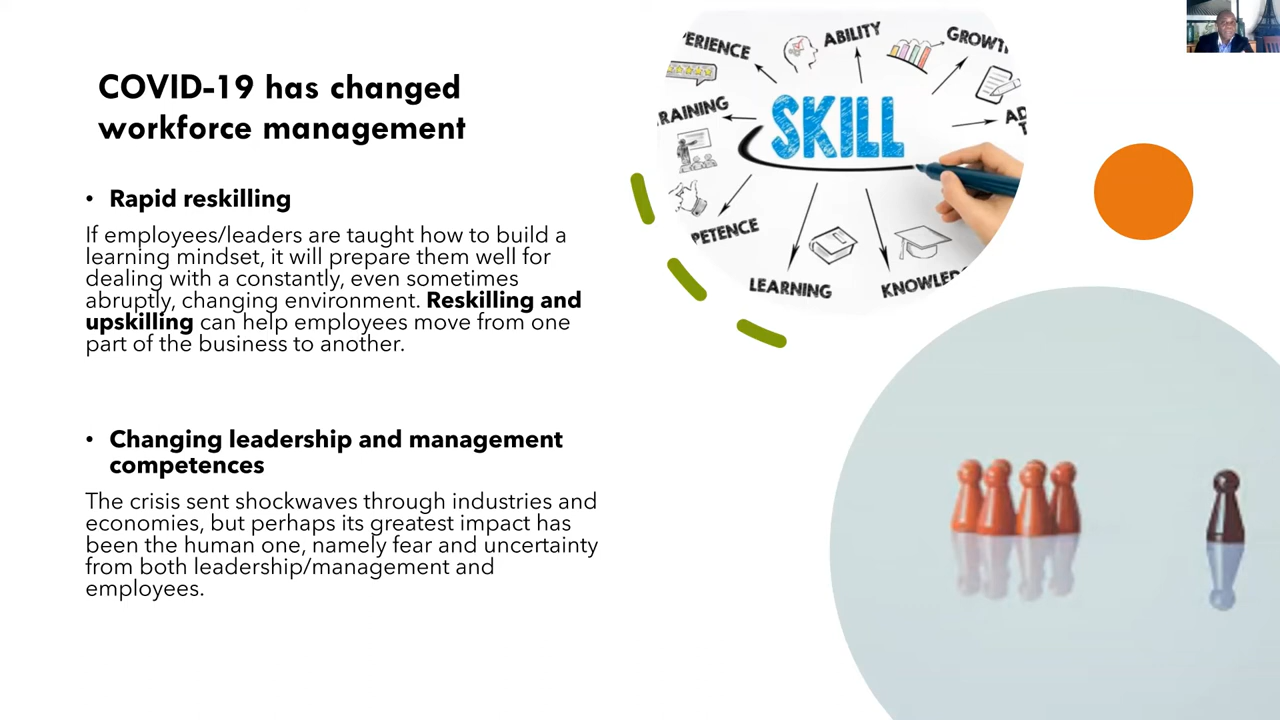 COVID-19 has changed
workforce management
• Rapid reskilling
If employees/leaders are taught how to build a
learning mindset, it will prepare them well for
dealing with a constantly, even sometimes
abruptly, changing environment. Reskilling and
upskilling can help employees move from one
part of the business to another.
• Changing leadership and management
competences
The crisis sent shockwaves through industries and
economies, but perhaps its greatest impact has
been the human one, namely fear and uncertainty
from both leadership/management and
employees.
PERIENCE
ABILITY
GROWT
RAINING
SKILL
AD
T
PETENCE
LEARNING
KNOWLED